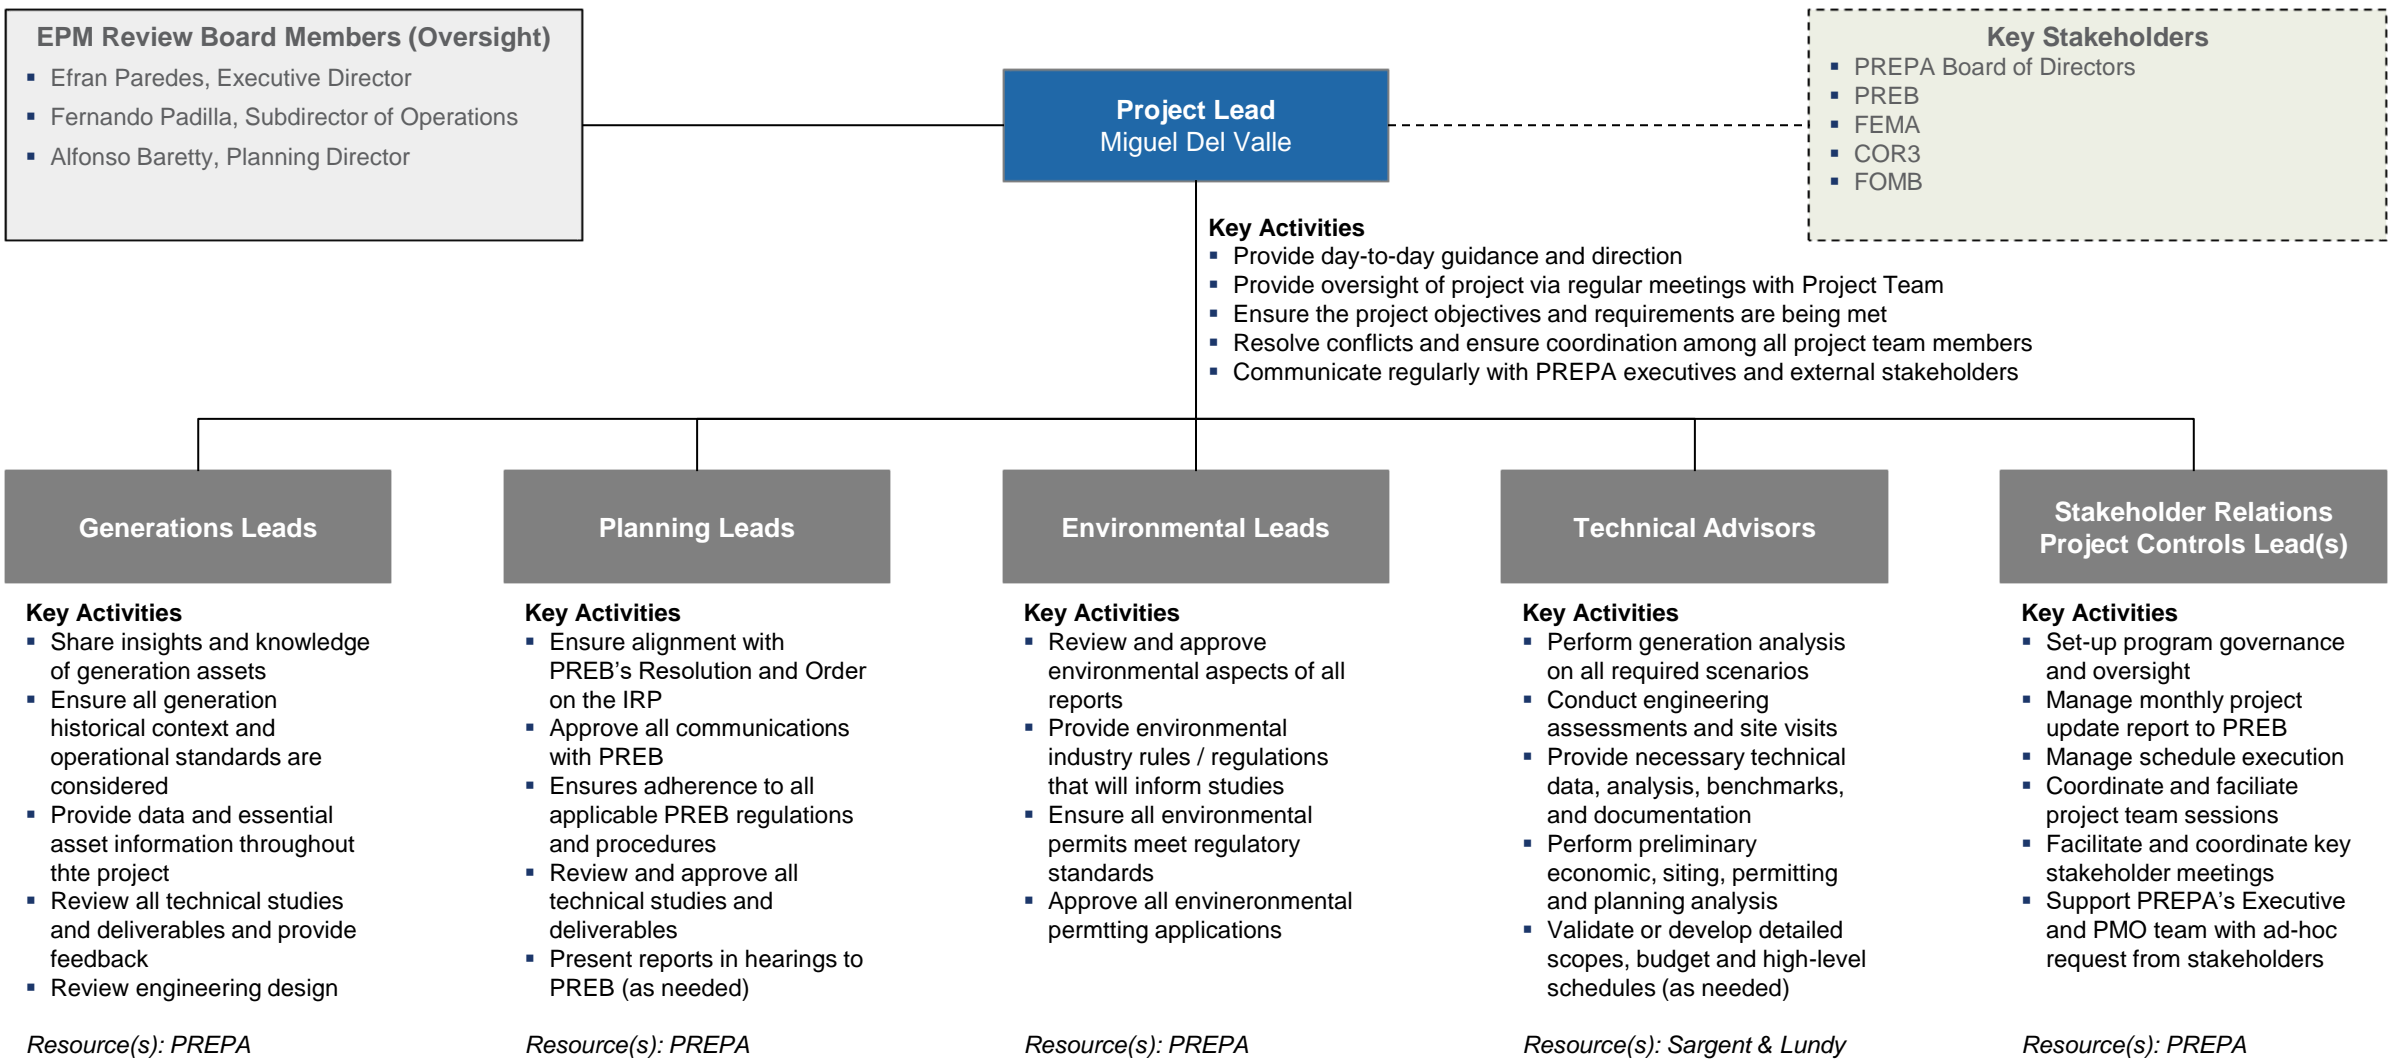 EPM Review Board Members (Oversight)
▪ Efran Paredes, Executive Director
▪ Fernando Padilla, Subdirector of Operations
▪ Alfonso Baretty, Planning Director
Project Lead
Miguel Del Valle
Key Stakeholders
▪ PREPA Board of Directors
▪ PREB
▪ FEMA
▪ COR3
▪ FOMB
Key Activities
▪ Provide day-to-day guidance and direction
▪ Provide oversight of project via regular meetings with Project Team
▪ Ensure the project objectives and requirements are being met
▪ Resolve conflicts and ensure coordination among all project team members
▪ Communicate regularly with PREPA executives and external stakeholders
Generations Leads
Key Activities
▪ Share insights and knowledge
of generation assets
▪ Ensure all generation
historical context and
operational standards are
considered
▪ Provide data and essential
asset information throughout
thte project
▪ Review all technical studies
and deliverables and provide
feedback
▪ Review engineering design
Resource(s): PREPA
Planning Leads
Key Activities
▪ Ensure alignment with
PREB’s Resolution and Order
on the IRP
▪ Approve all communications
with PREB
▪ Ensures adherence to all
applicable PREB regulations
and procedures
▪ Review and approve all
technical studies and
deliverables
▪ Present reports in hearings to
PREB (as needed)
Resource(s): PREPA
Environmental Leads
Key Activities
▪ Review and approve
environmental aspects of all
reports
▪ Provide environmental
industry rules / regulations
that will inform studies
▪ Ensure all environmental
permits meet regulatory
standards
▪ Approve all envineronmental
permtting applications
Resource(s): PREPA
Technical Advisors
Key Activities
▪ Perform generation analysis
on all required scenarios
▪ Conduct engineering
assessments and site visits
▪ Provide necessary technical
data, analysis, benchmarks,
and documentation
▪ Perform preliminary
economic, siting, permitting
and planning analysis
▪ Validate or develop detailed
scopes, budget and high-level
schedules (as needed)
Resource(s): Sargent & Lundy
Stakeholder Relations
Project Controls Lead(s)
Key Activities
▪ Set-up program governance
and oversight
▪ Manage monthly project
update report to PREB
▪ Manage schedule execution
▪ Coordinate and faciliate
project team sessions
▪ Facilitate and coordinate key
stakeholder meetings
▪ Support PREPA’s Executive
and PMO team with ad-hoc
request from stakeholders
Resource(s): PREPA